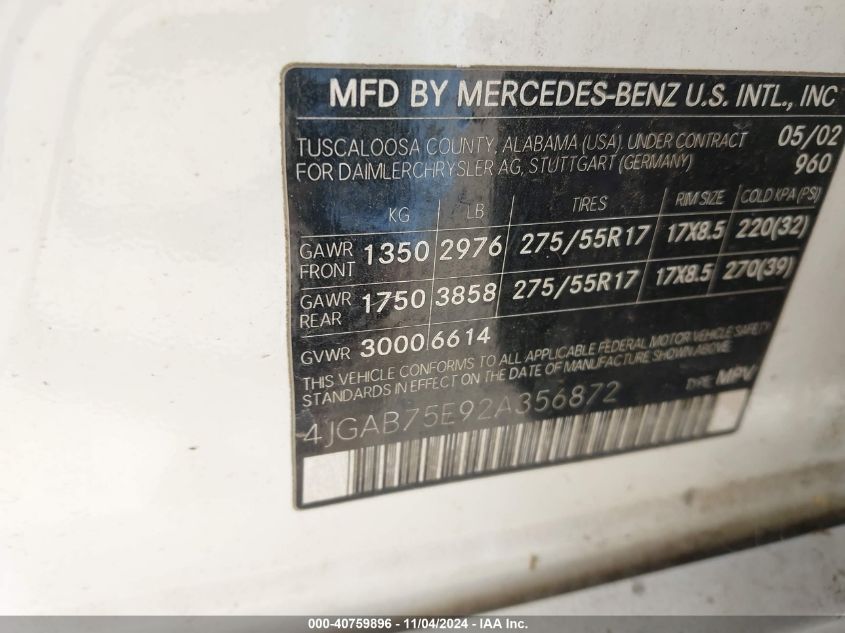 MFD BY MERCEDES-BENZ U.S. INTL., INC
TUSCALOOSA COUNTY, ALABAMA (USA), UNDER CONTRACT 05/02
FOR DAIMLERCHRYSLER AG, STUTTGART (GERMANY) 960
KG LB TIRES RIM SIZE COLD KPA (PSI)
GAWR FRONT 1350 2976 275/55R17 17X8.5 220(32)
GAWR REAR 1750 3858 275/55R17 17X8.5 270(39)
GVWR 3000 6614
THIS VEHICLE CONFORMS TO ALL APPLICABLE FEDERAL MOTOR VEHICLE SAFETY
STANDARDS IN EFFECT ON THE DATE OF MANUFACTURE SHOWN ABOVE.
4JGAB75E92A356872 TYPE MPV
000-40759896 - 11/04/2024 - IAA Inc.